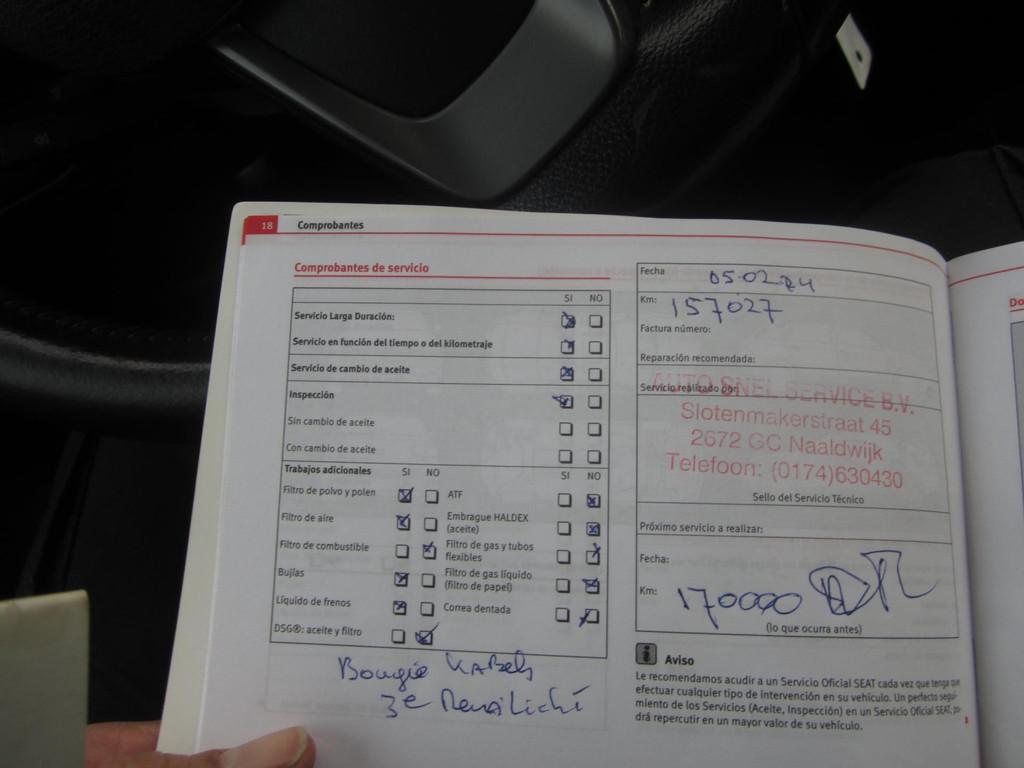 18 Comprobantes
Comprobantes de servicio
SI NO
Servicio Larga Duración:
Servicio en función del tiempo o del kilometraje
Servicio de cambio de aceite
Inspección
Sin cambio de aceite
Con cambio de aceite
Trabajos adicionales SI NO SI NO
Filtro de polvo y polen ATF
Filtro de aire Embrague HALDEX
(aceite)
Filtro de combustible Filtro de gas y tubos
flexibles
Bujías Filtro de gas líquido
(filtro de papel)
Líquido de frenos Correa dentada
DSG®: aceite y filtro
Bougie Kabels
3e Remlicht
Fecha 05.02.24
Km: 157027
Factura número:
Reparación recomendada:
Servicio realizado por:
AUTO SNEL SERVICE B.V.
Slotenmakerstraat 45
2672 GC Naaldwijk
Telefoon: (0174)630430
Sello del Servicio Técnico
Próximo servicio a realizar:
Fecha:
Km: 170000
(lo que ocurra antes)
Aviso
Le recomendamos acudir a un Servicio Oficial SEAT cada vez que tenga que
efectuar cualquier tipo de intervención en su vehículo. Un perfecto segui-
miento de los Servicios (Aceite, Inspección) en un Servicio Oficial SEAT, po-
drá repercutir en un mayor valor de su vehículo.
Do